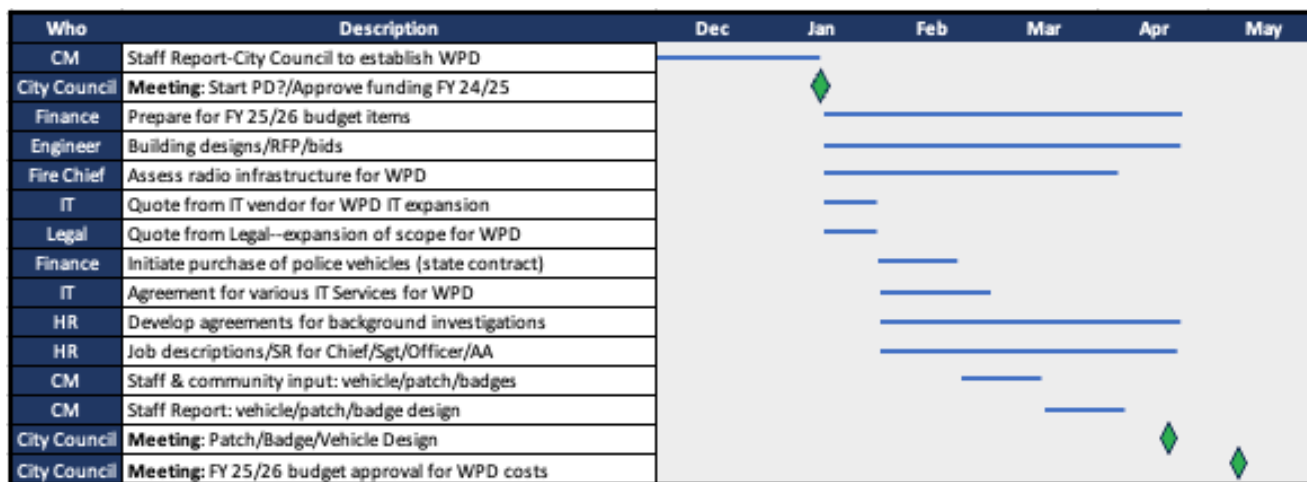 Who Description Dec Jan Feb Mar Apr May
CM Staff Report-City Council to establish WPD
City Council Meeting: Start PD?/Approve funding FY 24/25
Finance Prepare for FY 25/26 budget items
Engineer Building designs/RFP/bids
Fire Chief Assess radio infrastructure for WPD
IT Quote from IT vendor for WPD IT expansion
Legal Quote from Legal--expansion of scope for WPD
Finance Initiate purchase of police vehicles (state contract)
IT Agreement for various IT Services for WPD
HR Develop agreements for background investigations
HR Job descriptions/SR for Chief/Sgt/Officer/AA
CM Staff & community input: vehicle/patch/badges
CM Staff Report: vehicle/patch/badge design
City Council Meeting: Patch/Badge/Vehicle Design
City Council Meeting: FY 25/26 budget approval for WPD costs